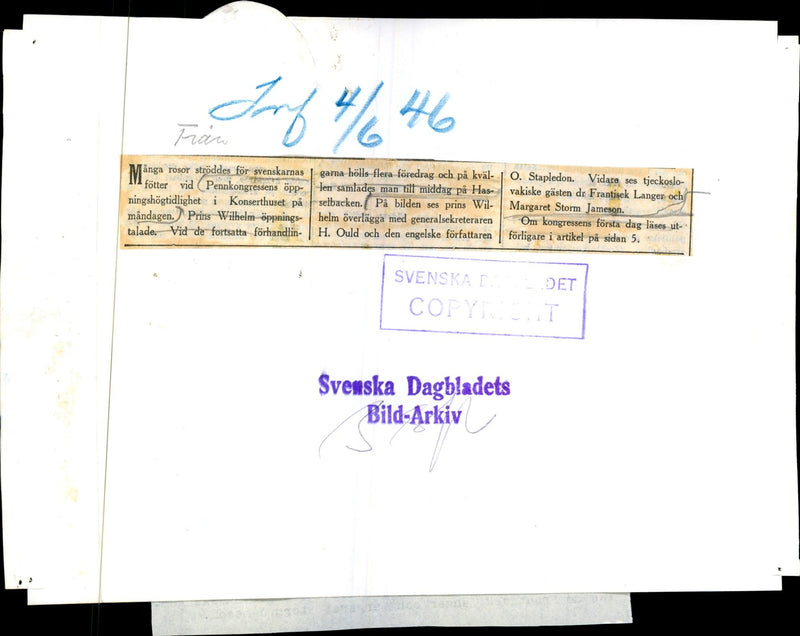 4/6 46
Från
Många rosor ströddes för svenskarnas
fötter vid Pennkongressens öpp-
ningshögtidlighet i Konserthuset på
måndagen. Prins Wilhelm öppnings-
talade. Vid de fortsatta förhandlin-
garna hölls flera föredrag och på kväl-
len samlades man till middag på Has-
selbacken. På bilden ses prins Wil-
helm överlägga med generalsekreteraren
H. Ould och den engelske författaren
O. Stapledon. Vidare ses tjeckoslo-
vakiske gästen dr Frantisek Langer och
Margaret Storm Jameson.
Om kongressens första dag läses ut-
förligare i artikel på sidan 5.
SVENSKA DAGBLADET
COPYRIGHT
Svenska Dagbladets
Bild-Arkiv